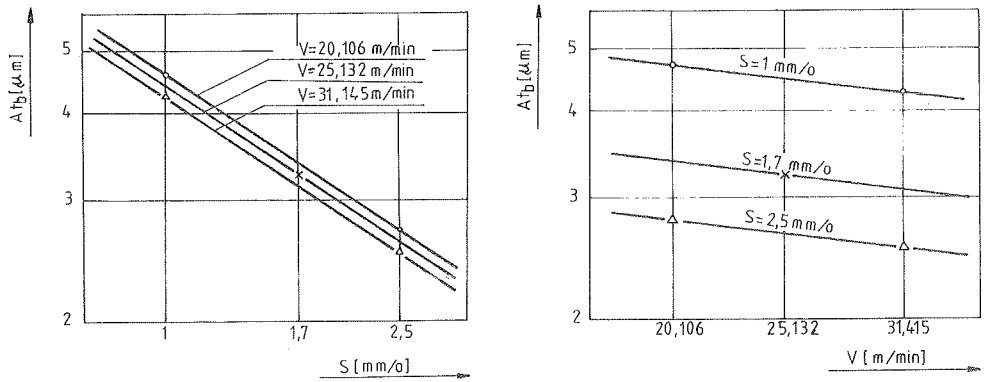 At_b [μm]
5
4
3
2
V=20,106 m/min
V=25,132 m/min
V=31,145 m/min
1
1,7
2,5
S [mm/o]
At_b [μm]
5
4
3
2
S=1 mm/o
S=1,7 mm/o
S=2,5 mm/o
20,106
25,132
31,415
V [m/min]